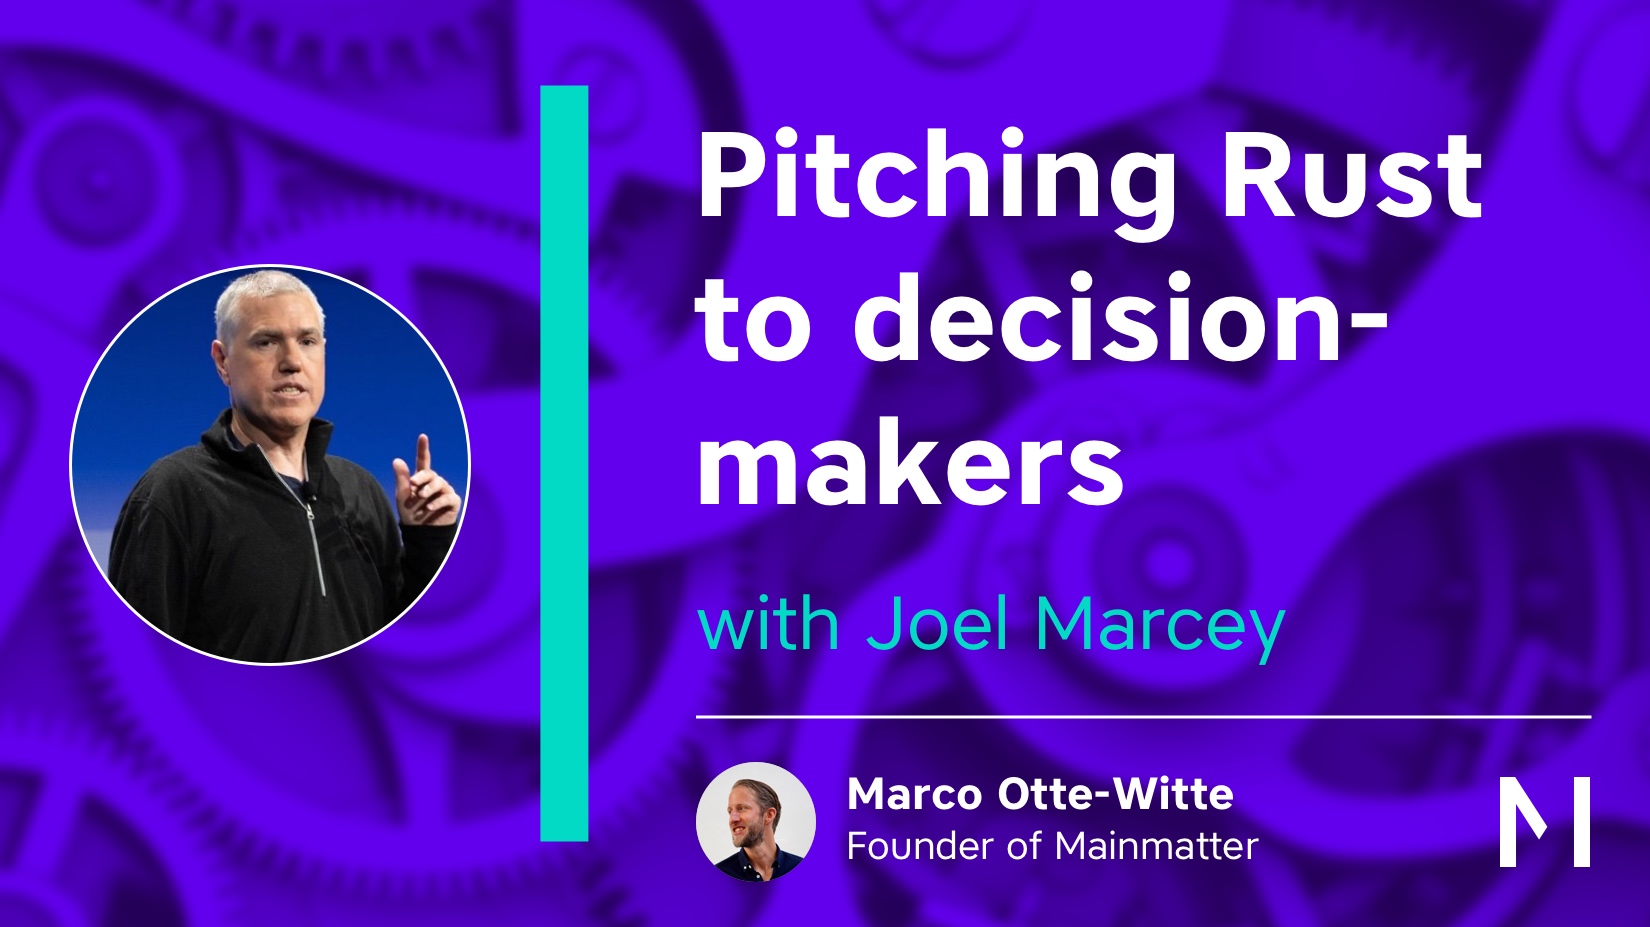 Pitching Rust
to decision-
makers
with Joel Marcey
Marco Otte-Witte
Founder of Mainmatter